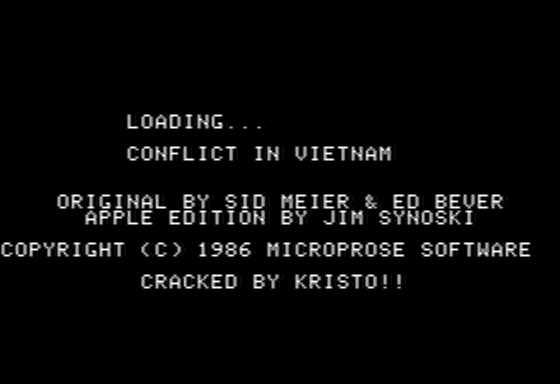 LOADING...
CONFLICT IN VIETNAM
ORIGINAL BY SID MEIER & ED BEVER
APPLE EDITION BY JIM SYNOSKI
COPYRIGHT (C) 1986 MICROPROSE SOFTWARE
CRACKED BY KRISTO!!